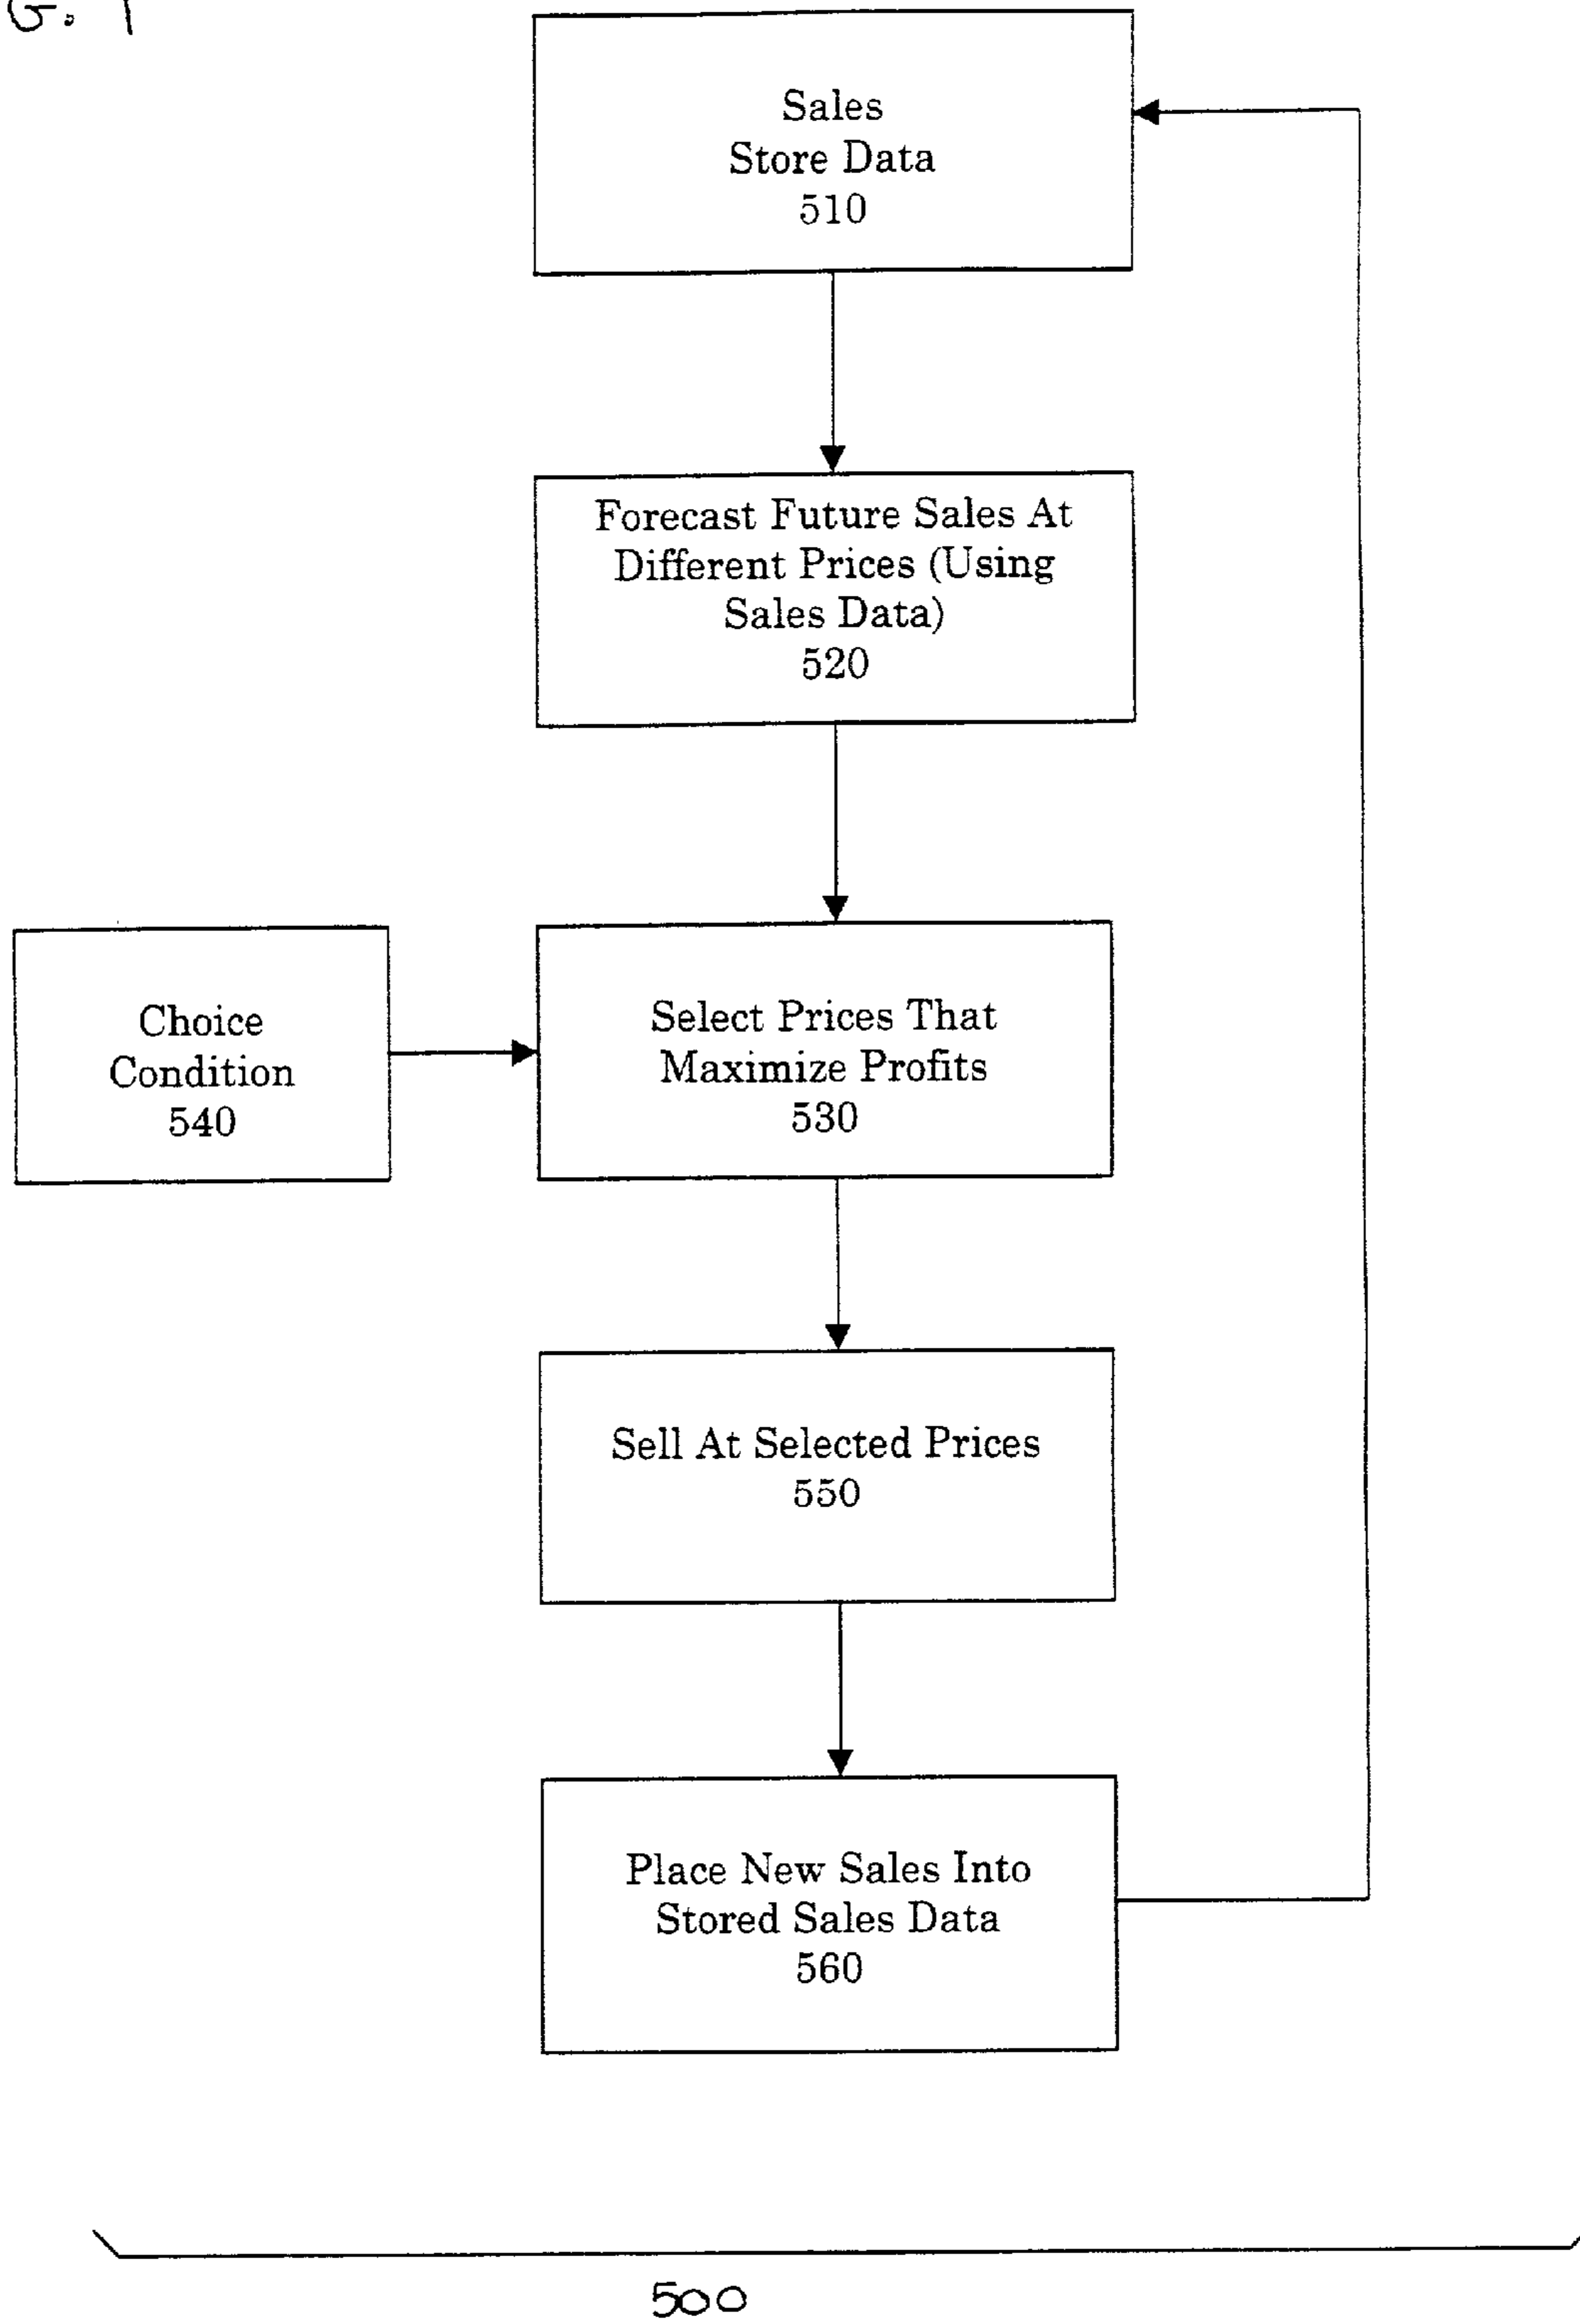 G. 1
Sales
Store Data
510
Forecast Future Sales At
Different Prices (Using
Sales Data)
520
Choice
Condition
540
Select Prices That
Maximize Profits
530
Sell At Selected Prices
550
Place New Sales Into
Stored Sales Data
560
500